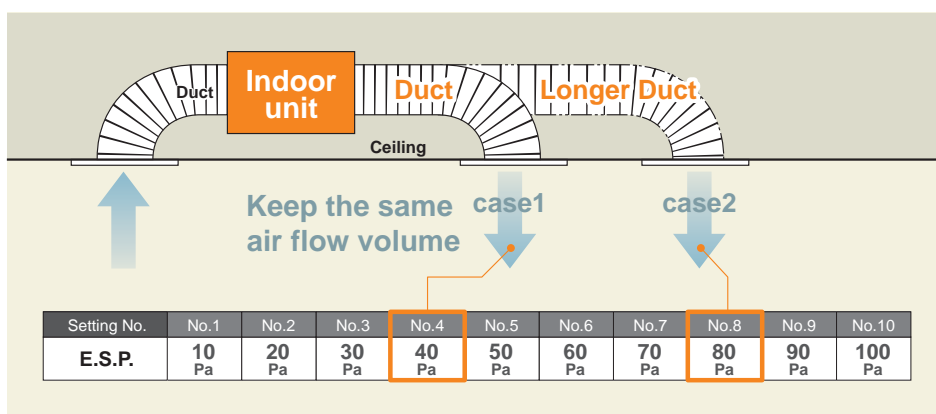 Duct
Indoor
unit
Duct
Longer Duct
Ceiling
Keep the same
air flow volume
case1
case2
Setting No. No.1 No.2 No.3 No.4 No.5 No.6 No.7 No.8 No.9 No.10
E.S.P. 10 Pa 20 Pa 30 Pa 40 Pa 50 Pa 60 Pa 70 Pa 80 Pa 90 Pa 100 Pa